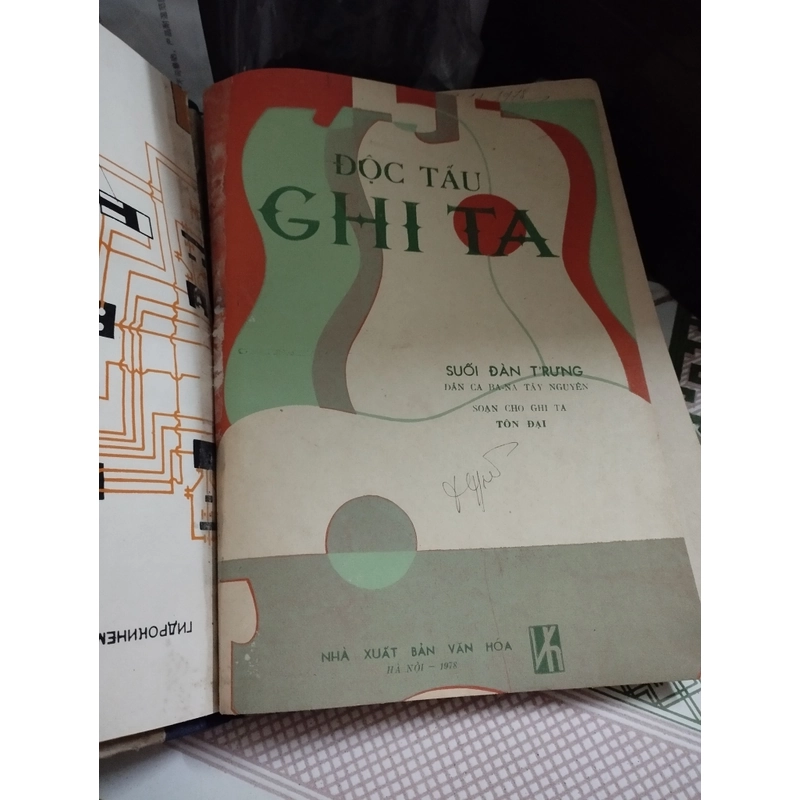 ĐỘC TẤU
GHI TA
SUỐI ĐÀN T'RƯNG
DÂN CA BA-NA TÂY NGUYÊN
SOẠN CHO GHI TA
TÔN ĐẠI
NHÀ XUẤT BẢN VĂN HÓA
HÀ NỘI - 1978
ГИДРОКИНЕМ